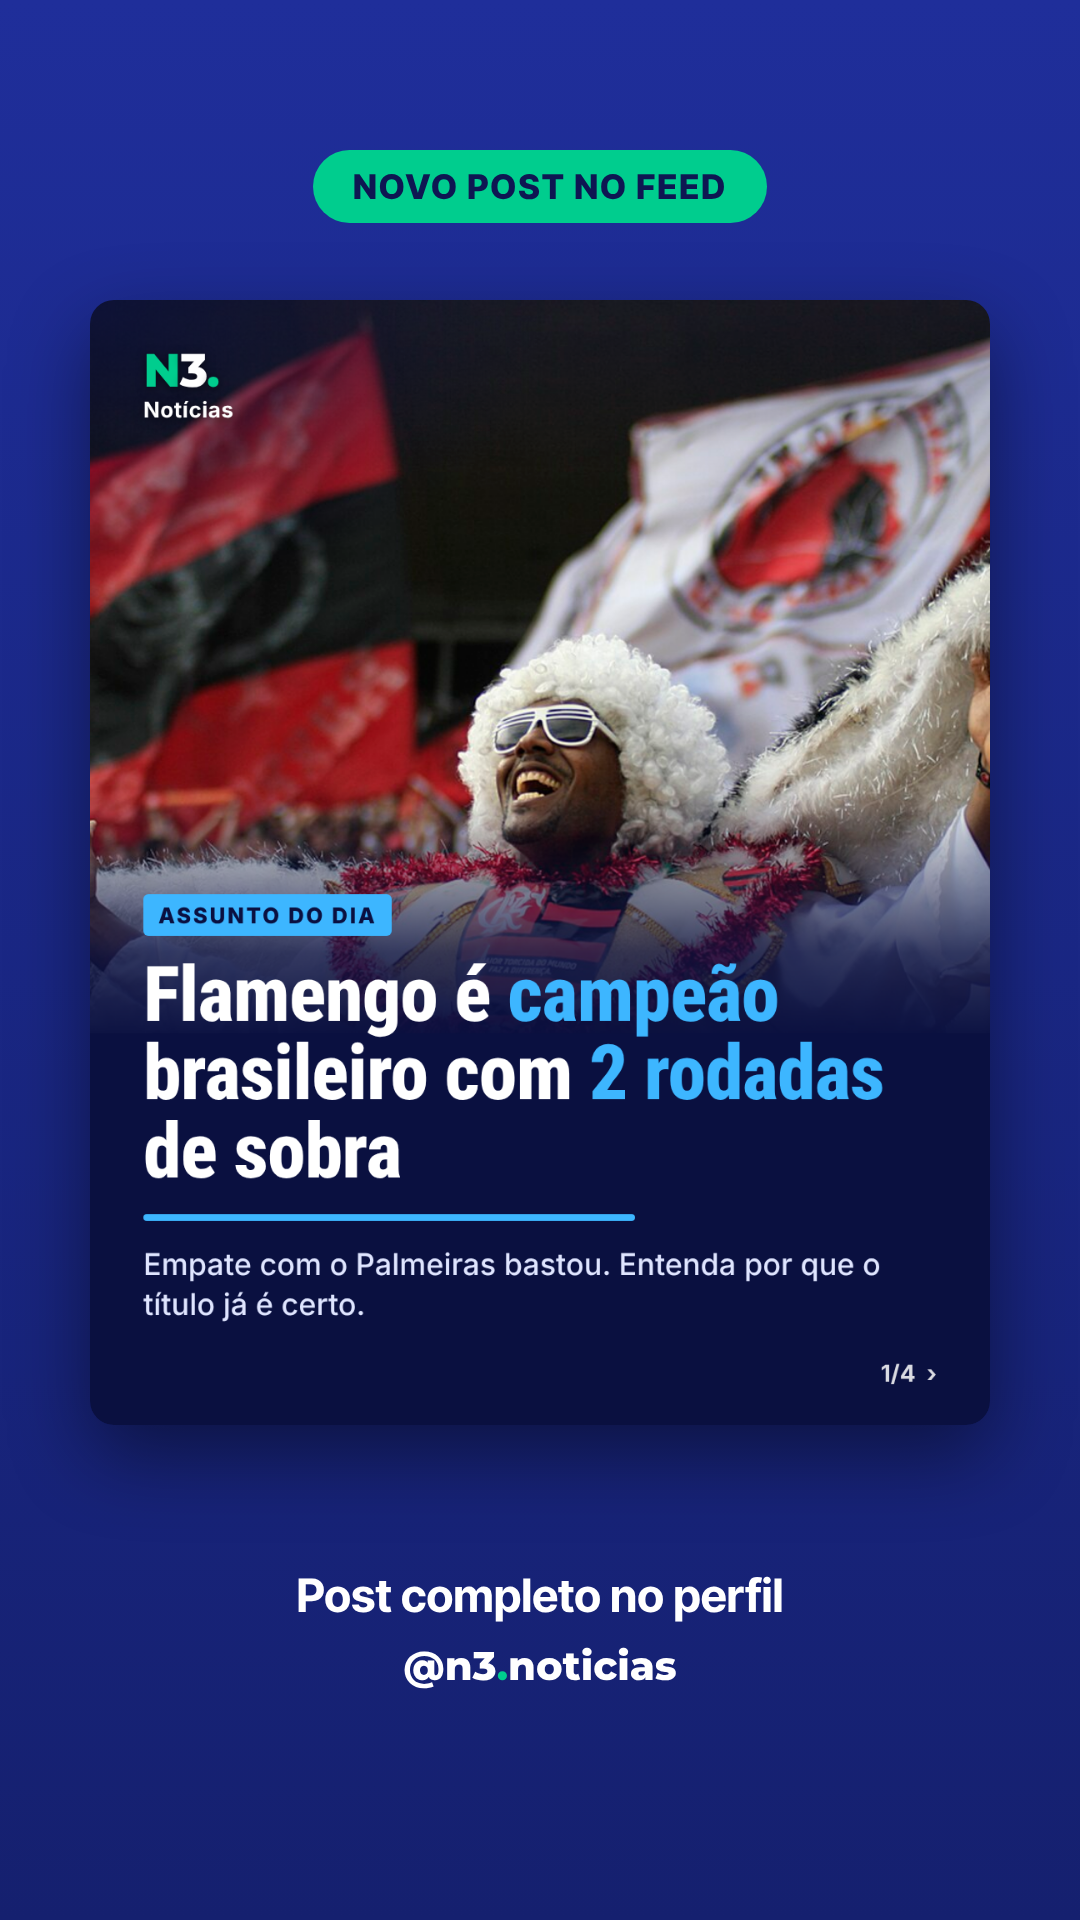 NOVO POST NO FEED
N3.
Notícias
ASSUNTO DO DIA
Flamengo é campeão
brasileiro com 2 rodadas
de sobra
Empate com o Palmeiras bastou. Entenda por que o
título já é certo.
1/4 ›
Post completo no perfil
@n3.noticias